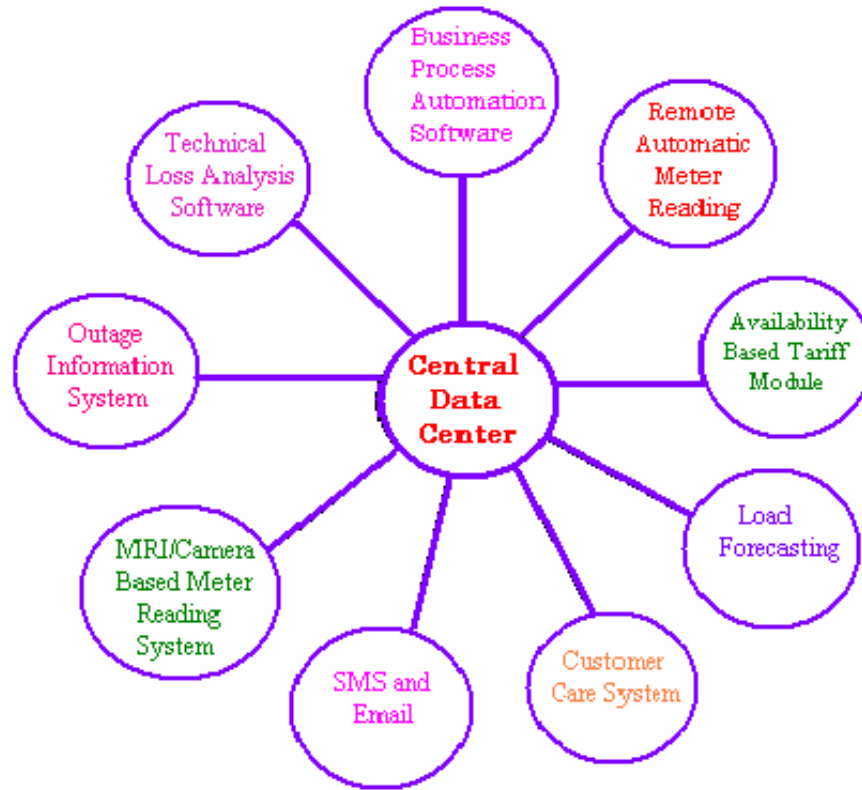 Business
Process
Automation
Software
Remote
Automatic
Meter
Reading
Technical
Loss Analysis
Software
Availability
Based Tariff
Module
Outage
Information
System
Central
Data
Center
Load
Forecasting
MRI/Camera
Based Meter
Reading
System
SMS and
Email
Customer
Care System